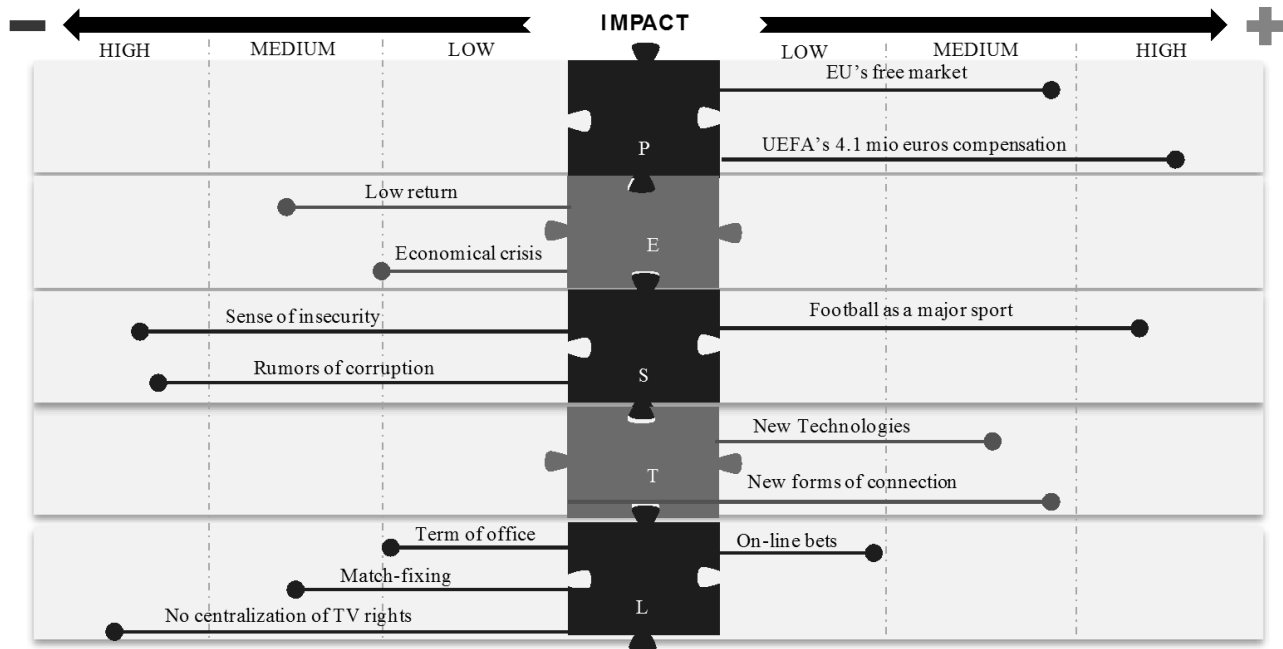 IMPACT
HIGH MEDIUM LOW LOW MEDIUM HIGH
EU's free market
P
UEFA's 4.1 mio euros compensation
Low return
E
Economical crisis
Sense of insecurity
Football as a major sport
Rumors of corruption
S
New Technologies
T
New forms of connection
Term of office
On-line bets
Match-fixing
L
No centralization of TV rights